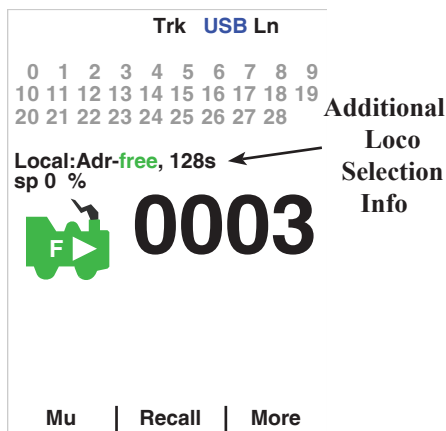 Trk USB Ln
0 1 2 3 4 5 6 7 8 9
10 11 12 13 14 15 16 17 18 19
20 21 22 23 24 25 26 27 28
Additional
Loco
Selection
Info
Local:Adr-free, 128s
sp 0 %
F
0003
Mu | Recall | More